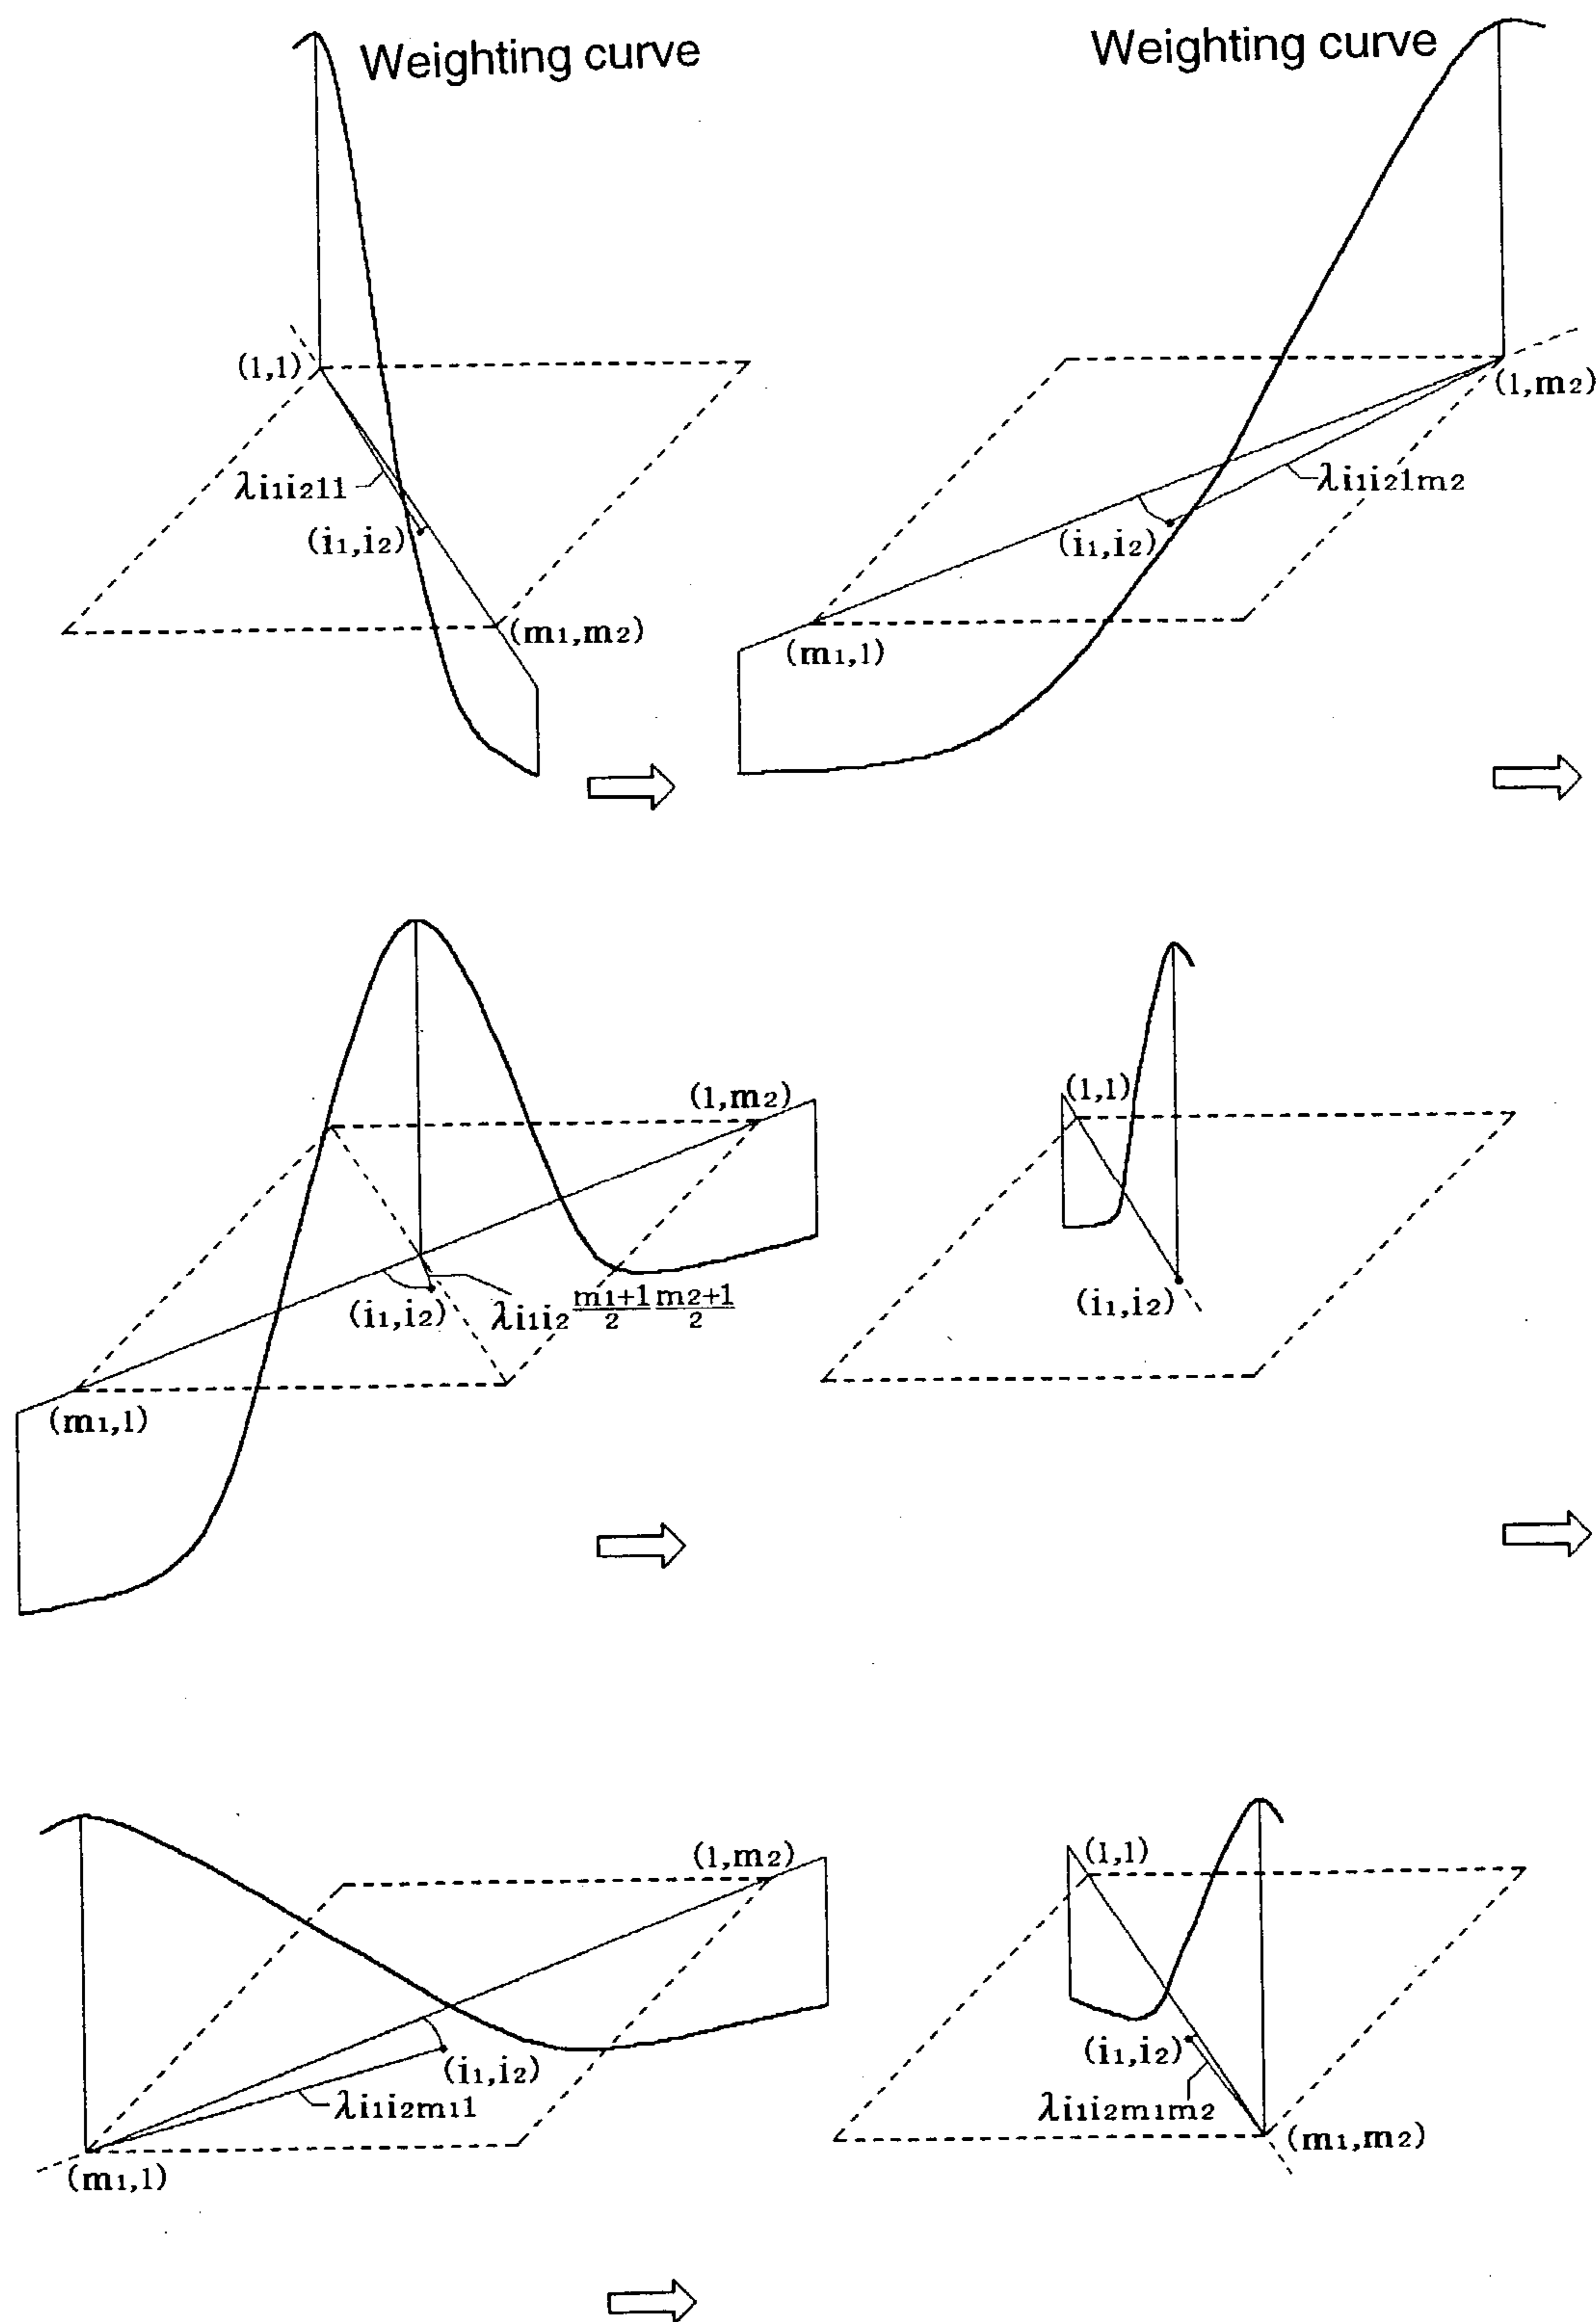 Weighting curve
Weighting curve
(1,1)
(1,m2)
λi1i211
λi1i21m2
(i1,i2)
(i1,i2)
(m1,m2)
(m1,1)
(1,m2)
(1,1)
(i1,i2)
λi1i2 m1+1/2 m2+1/2
(i1,i2)
(m1,1)
(1,m2)
(1,1)
(i1,i2)
(i1,i2)
λi1i2m11
λi1i2m1m2
(m1,1)
(m1,m2)